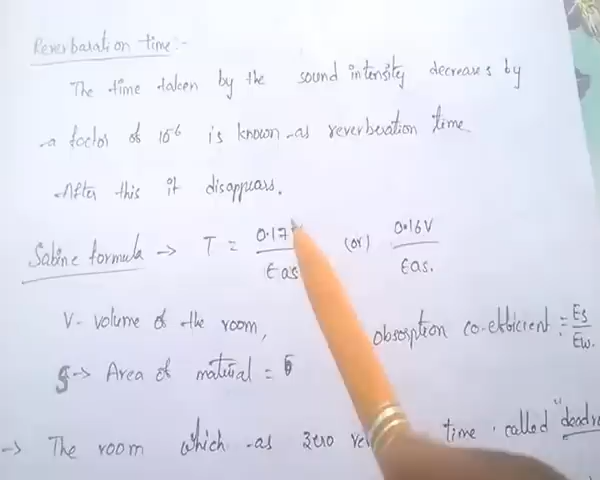 Reverbaration time:-
The time taken by the sound intensity decreases by
a factor of 10⁻⁶ is known as reverberation time
After this it disappears.
Sabine formula → T = 0.17 / Eas (or) 0.16V / Eas.
V - volume of the room, absorption co-efficient = Es / Ew.
S → Area of material =
→ The room which as zero time. called "deadro